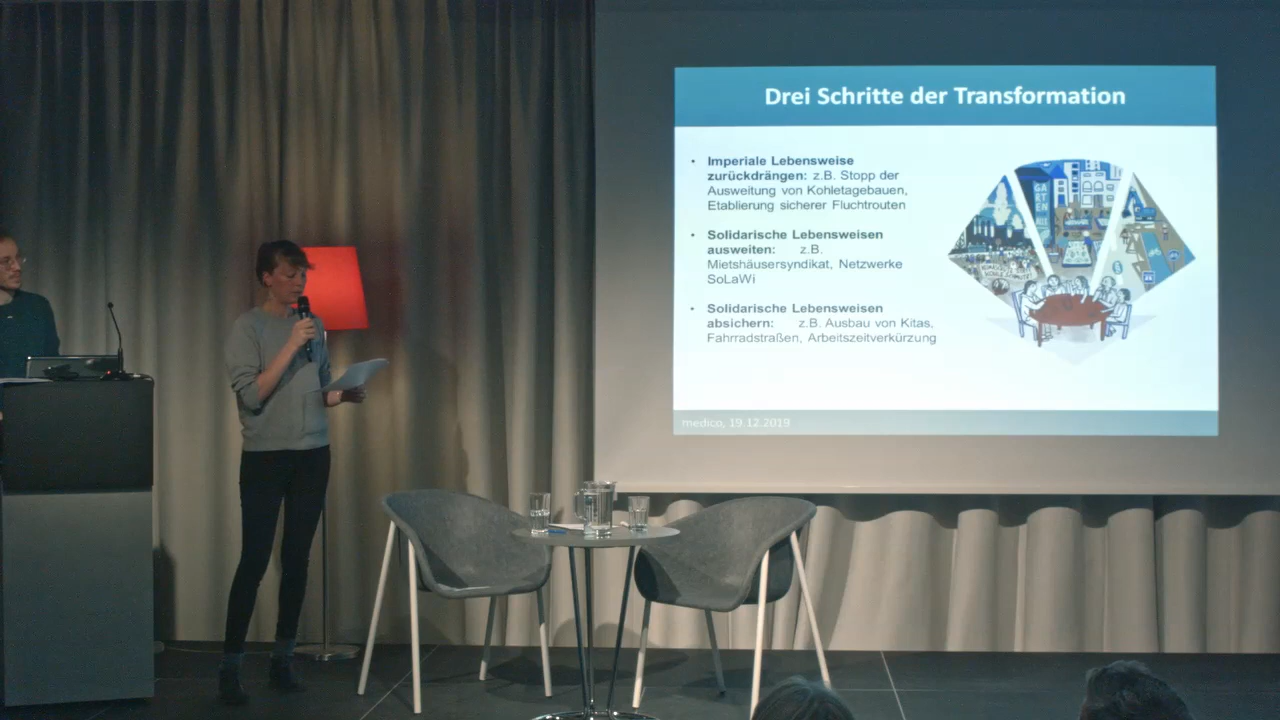 Drei Schritte der Transformation
• Imperiale Lebensweise
zurückdrängen: z.B. Stopp der
Ausweitung von Kohletagebauen,
Etablierung sicherer Fluchtrouten
• Solidarische Lebensweisen
ausweiten: z.B.
Mietshäusersyndikat, Netzwerke
SoLaWi
• Solidarische Lebensweisen
absichern: z.B. Ausbau von Kitas,
Fahrradstraßen, Arbeitszeitverkürzung
medico, 19.12.2019